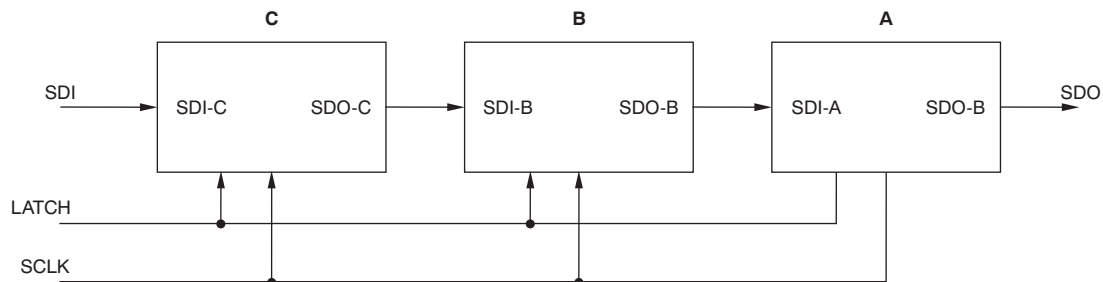 C B A
SDI SDI-C SDO-C SDI-B SDO-B SDI-A SDO-B SDO
LATCH
SCLK